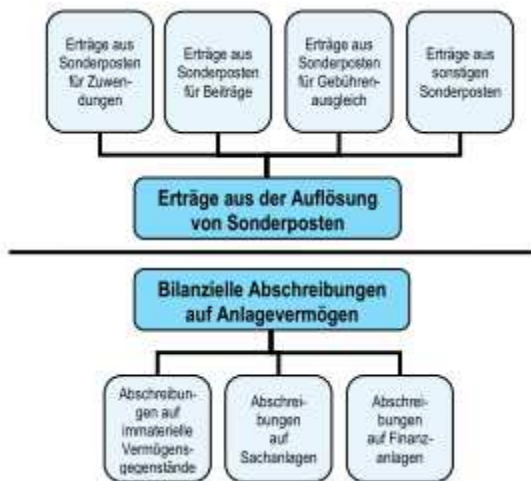 Erträge aus
Sonderposten
für Zuwen-
dungen
Erträge aus
Sonderposten
für Beiträge
Erträge aus
Sonderposten
für Gebühren-
ausgleich
Erträge aus
sonstigen
Sonderposten
Erträge aus der Auflösung
von Sonderposten
Bilanzielle Abschreibungen
auf Anlagevermögen
Abschreibun-
gen auf
immaterielle
Vermögens-
gegenstände
Abschrei-
bungen
auf
Sachanlagen
Abschrei-
bungen
auf Finanz-
anlagen